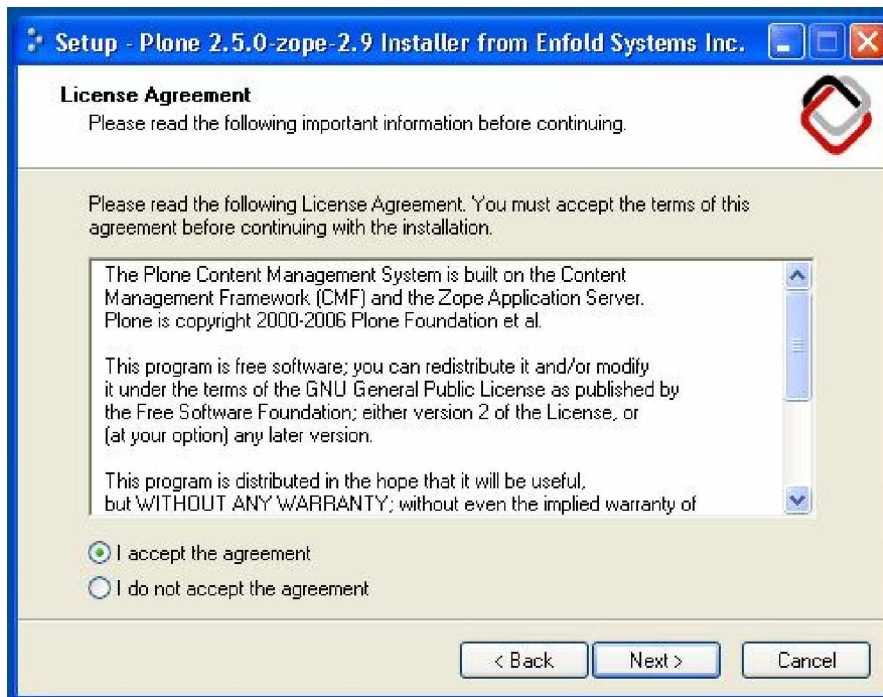 Setup - Plone 2.5.0-zope-2.9 Installer from Enfold Systems Inc.
License Agreement
Please read the following important information before continuing.
Please read the following License Agreement. You must accept the terms of this
agreement before continuing with the installation.
The Plone Content Management System is built on the Content
Management Framework (CMF) and the Zope Application Server.
Plone is copyright 2000-2006 Plone Foundation et al.
This program is free software; you can redistribute it and/or modify
it under the terms of the GNU General Public License as published by
the Free Software Foundation; either version 2 of the License, or
(at your option) any later version.
This program is distributed in the hope that it will be useful,
but WITHOUT ANY WARRANTY; without even the implied warranty of
I accept the agreement
I do not accept the agreement
< Back Next > Cancel